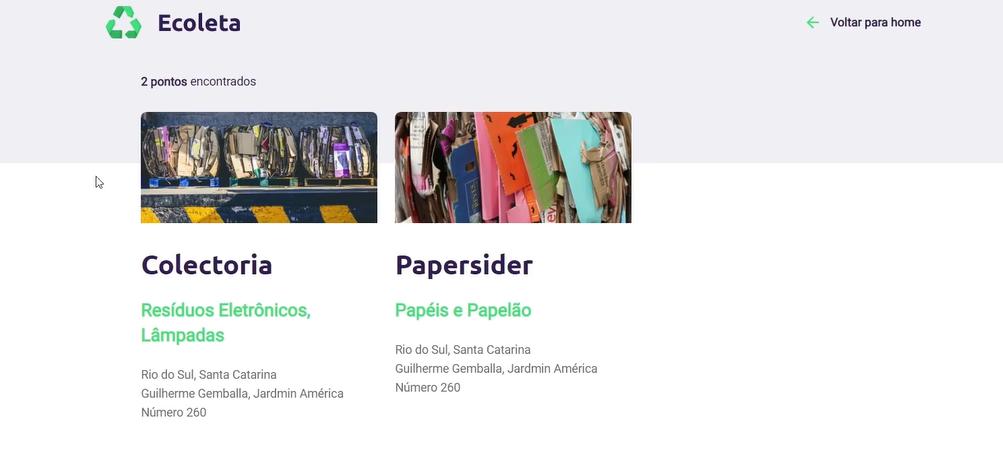 Ecoleta
Voltar para home
2 pontos encontrados
Colectoria
Resíduos Eletrônicos,
Lâmpadas
Rio do Sul, Santa Catarina
Guilherme Gemballa, Jardmin América
Número 260
Papersider
Papéis e Papelão
Rio do Sul, Santa Catarina
Guilherme Gemballa, Jardmin América
Número 260